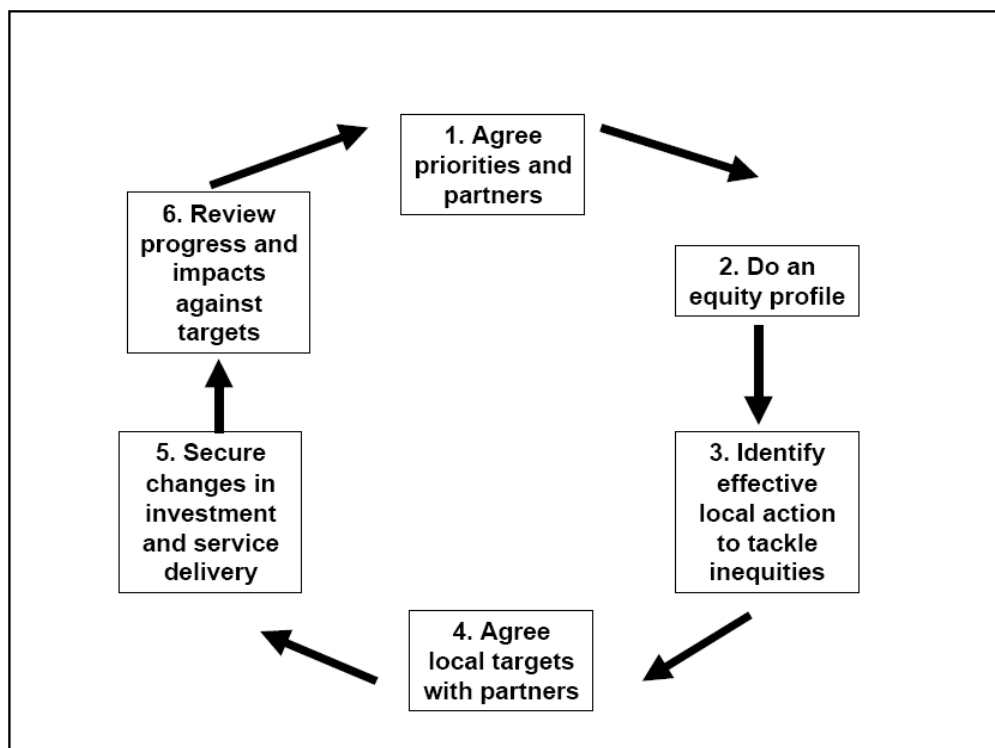 1. Agree
priorities and
partners
2. Do an
equity profile
3. Identify
effective
local action
to tackle
inequities
4. Agree
local targets
with partners
5. Secure
changes in
investment
and service
delivery
6. Review
progress and
impacts
against
targets